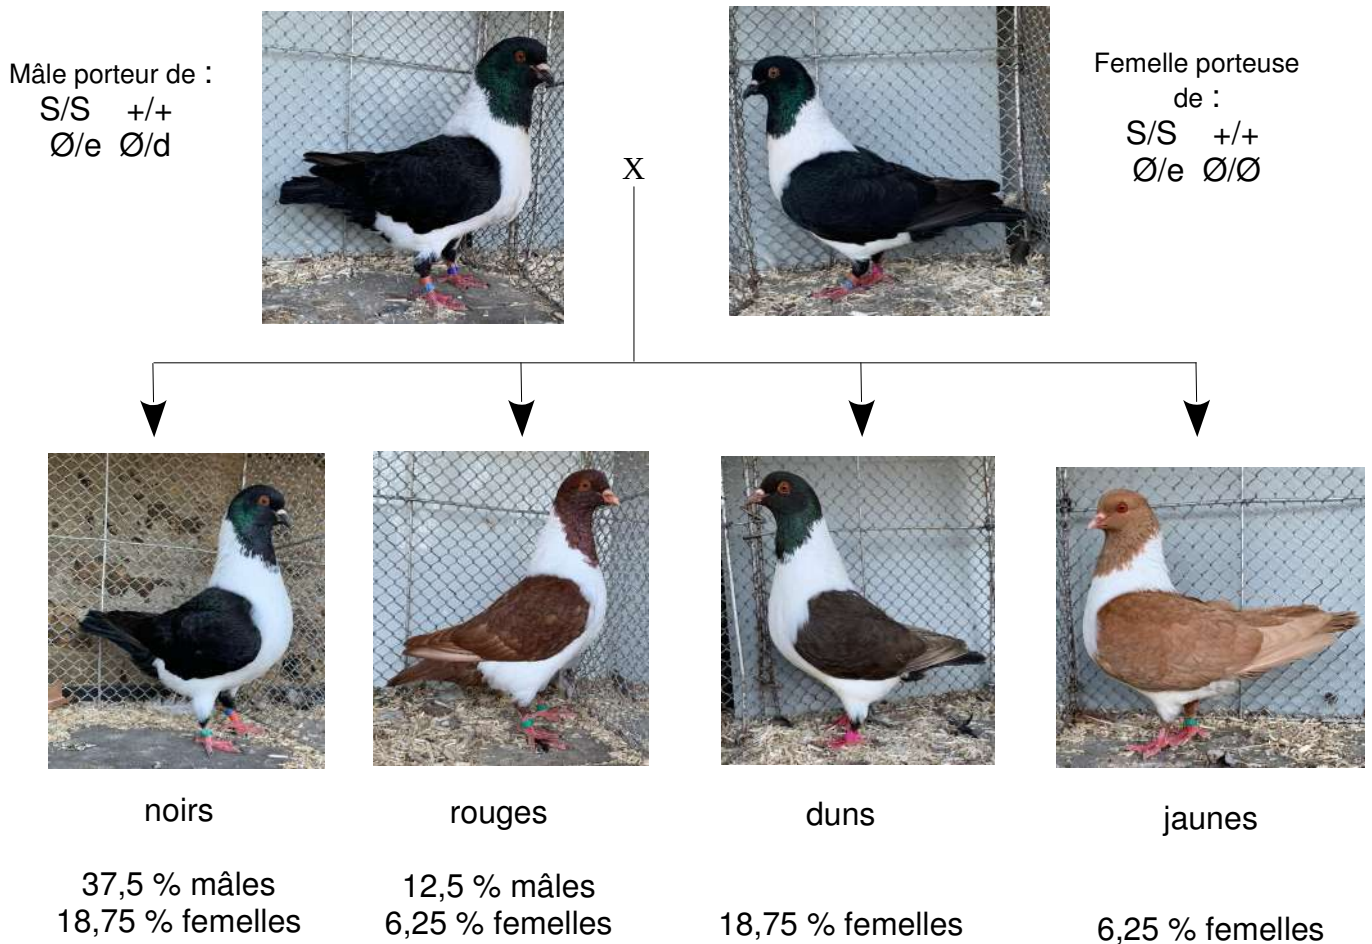 Mâle porteur de :
S/S +/+
Ø/e Ø/d
X
Femelle porteuse
de :
S/S +/+
Ø/e Ø/Ø
noirs
37,5 % mâles
18,75 % femelles
rouges
12,5 % mâles
6,25 % femelles
duns
18,75 % femelles
jaunes
6,25 % femelles